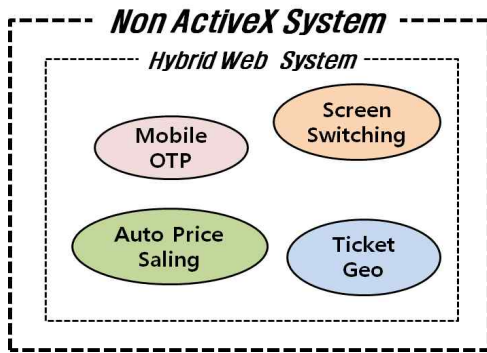 Non ActiveX System
Hybrid Web System
Mobile
OTP
Screen
Switching
Auto Price
Saling
Ticket
Geo